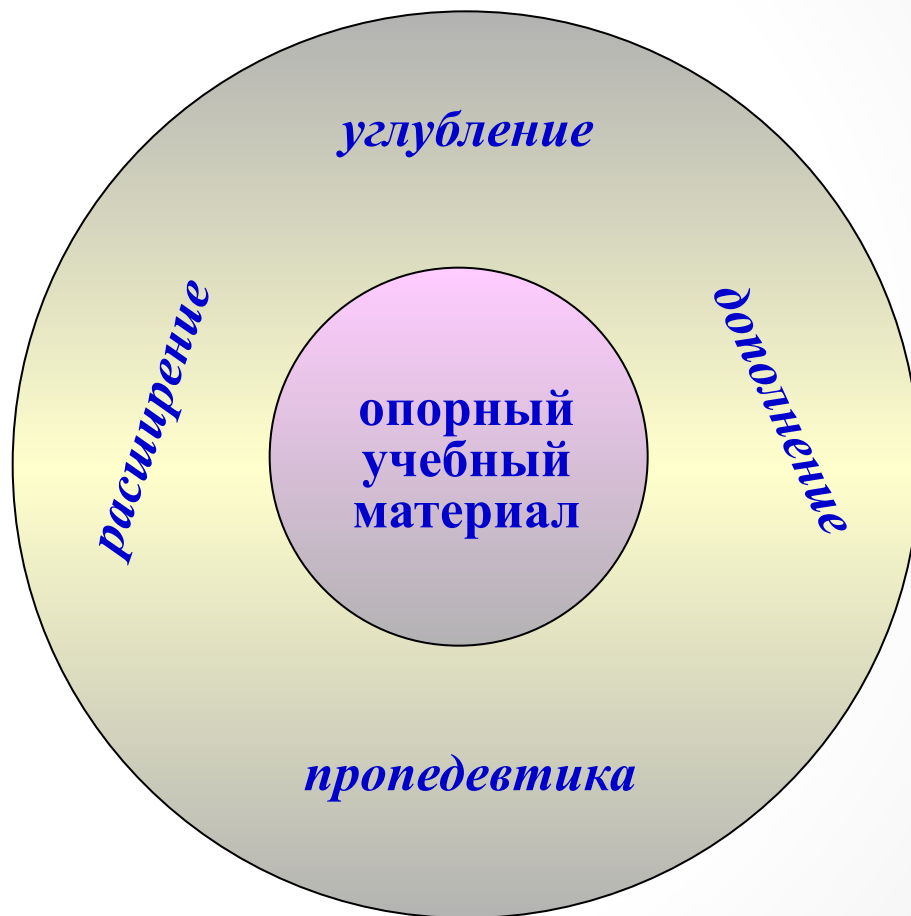 углубление
расширение
дополнение
опорный
учебный
материал
пропедевтика